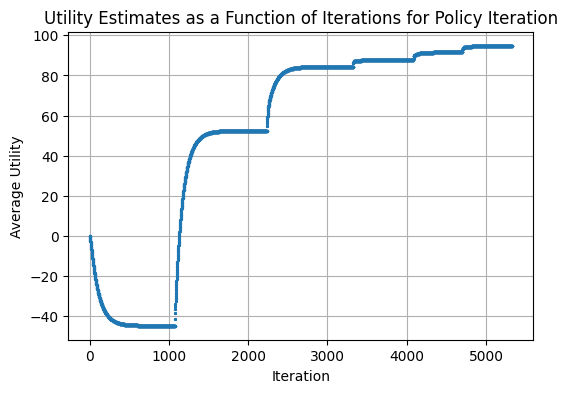 Utility Estimates as a Function of Iterations for Policy Iteration
100
80
60
40
20
0
−20
−40
Average Utility
0 1000 2000 3000 4000 5000
Iteration